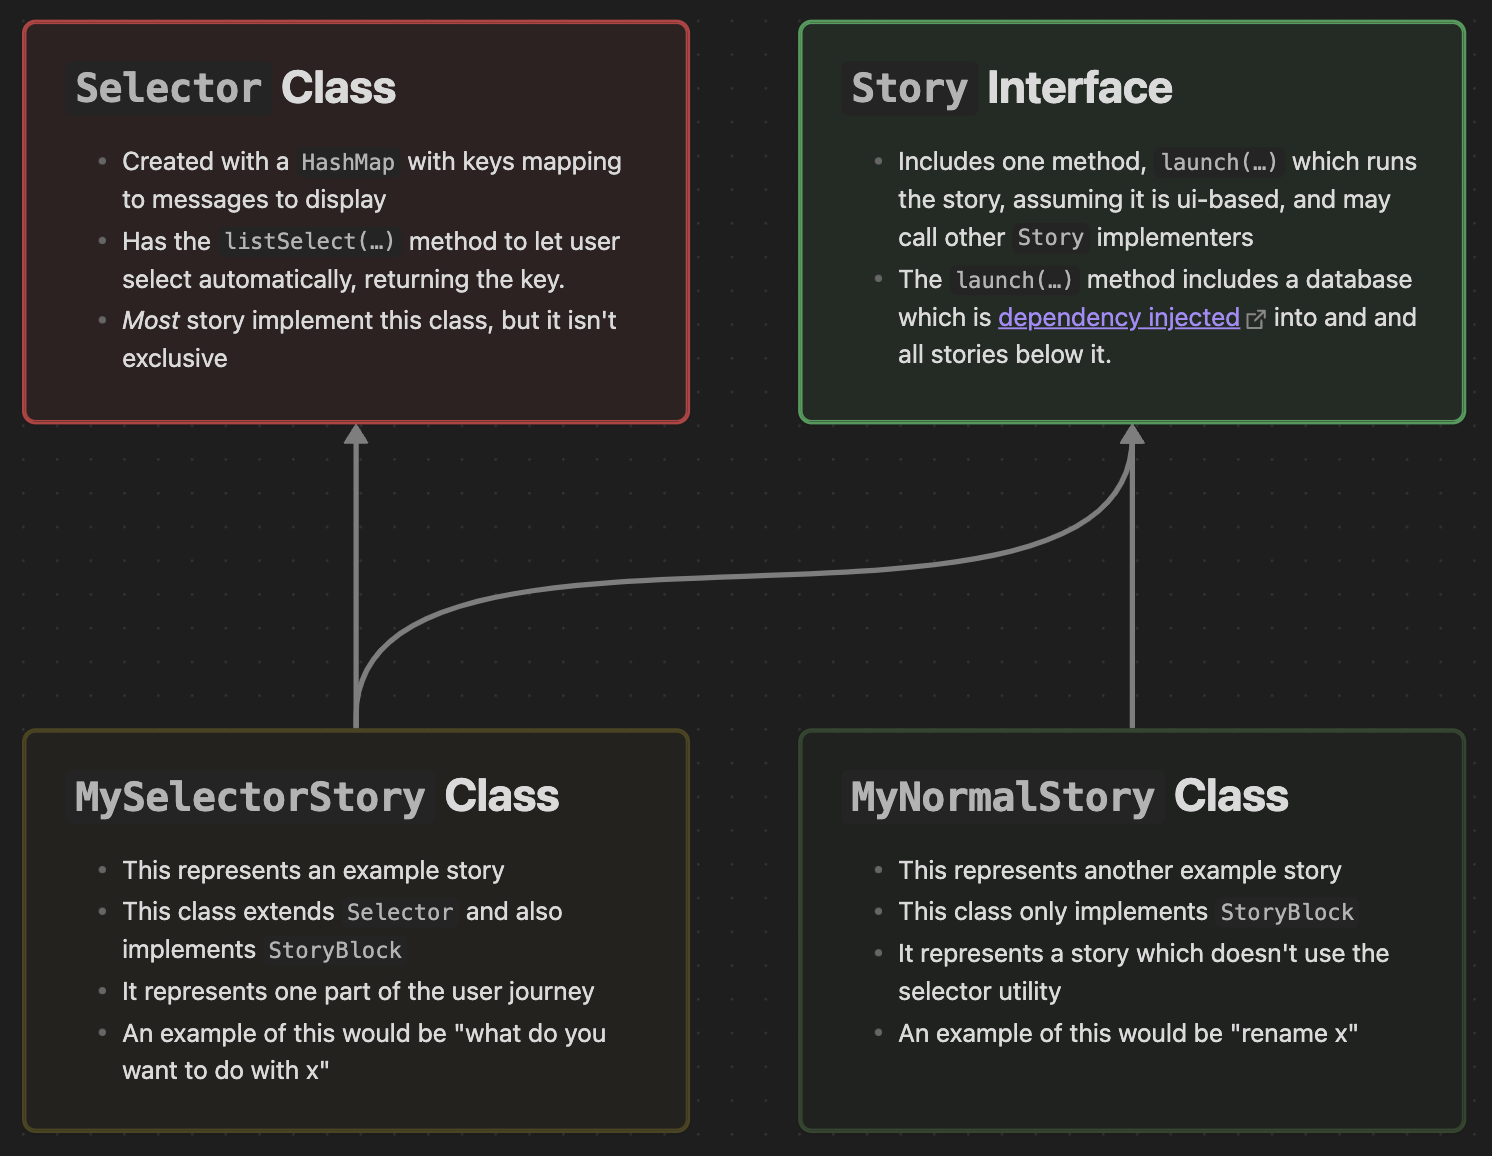 Selector Class
Created with a HashMap with keys mapping
to messages to display
Has the listSelect(…) method to let user
select automatically, returning the key.
Most story implement this class, but it isn't
exclusive
Story Interface
Includes one method, launch(…) which runs
the story, assuming it is ui-based, and may
call other Story implementers
The launch(…) method includes a database
which is dependency injected into and and
all stories below it.
MySelectorStory Class
This represents an example story
This class extends Selector and also
implements StoryBlock
It represents one part of the user journey
An example of this would be "what do you
want to do with x"
MyNormalStory Class
This represents another example story
This class only implements StoryBlock
It represents a story which doesn't use the
selector utility
An example of this would be "rename x"